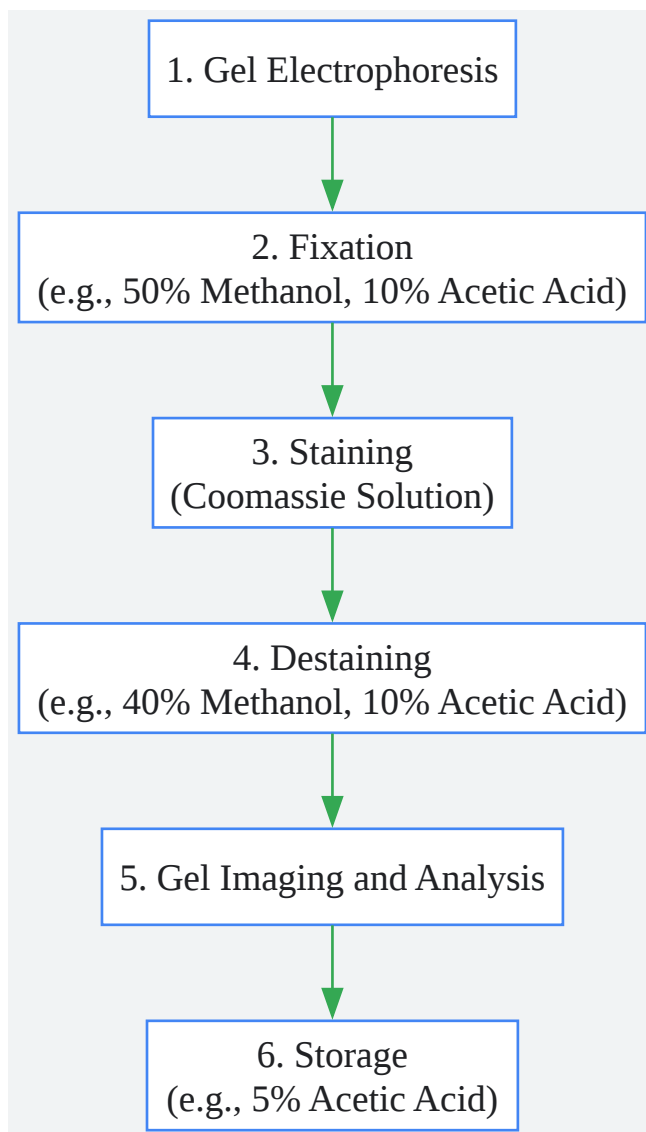 1. Gel Electrophoresis
2. Fixation
(e.g., 50% Methanol, 10% Acetic Acid)
3. Staining
(Coomassie Solution)
4. Destaining
(e.g., 40% Methanol, 10% Acetic Acid)
5. Gel Imaging and Analysis
6. Storage
(e.g., 5% Acetic Acid)